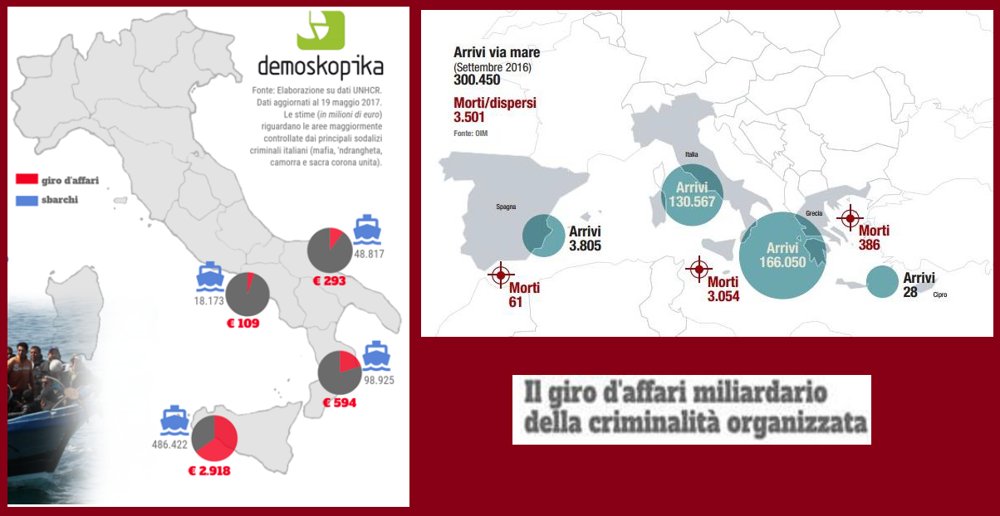 demoskopika
Fonte: Elaborazione su dati UNHCR.
Dati aggiornati al 19 maggio 2017.
Le stime (in milioni di euro)
riguardano le aree maggiormente
controllate dai principali sodalizi
criminali italiani (mafia, 'ndrangheta,
camorra e sacra corona unita).
giro d'affari
sbarchi
48.817
€ 293
18.173
€ 109
98.925
€ 594
486.422
€ 2.918
Arrivi via mare
(Settembre 2016)
300.450
Morti/dispersi
3.501
Fonte: OIM
Italia
Arrivi
130.567
Spagna
Arrivi
3.805
Grecia
Morti
386
Arrivi
166.050
Morti
61
Morti
3.054
Arrivi
28
Cipro
Il giro d'affari miliardario
della criminalità organizzata